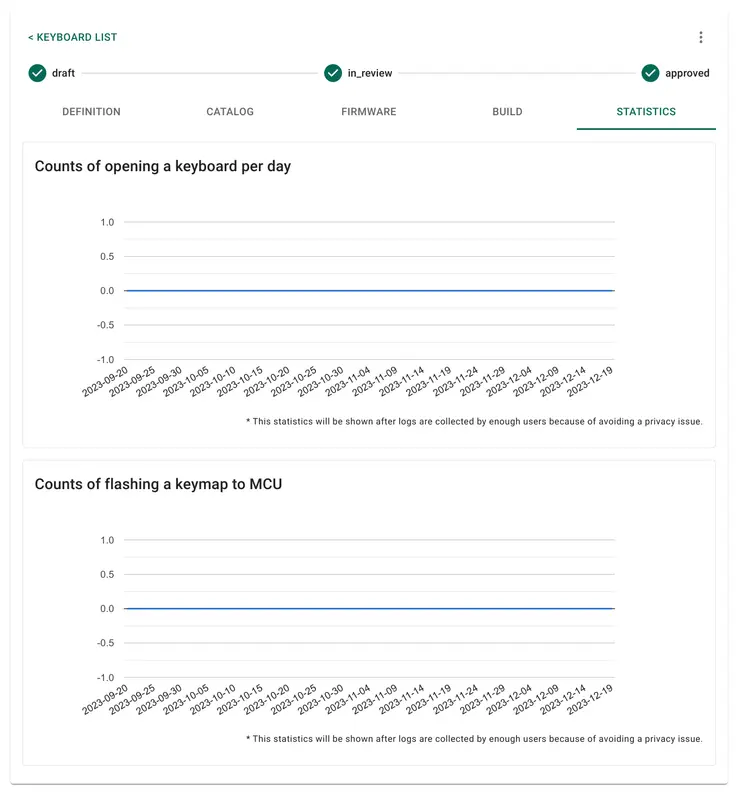 < KEYBOARD LIST
draft in_review approved
DEFINITION CATALOG FIRMWARE BUILD STATISTICS
Counts of opening a keyboard per day
1.0
0.5
0.0
-0.5
-1.0
2023-09-20 2023-09-25 2023-09-30 2023-10-05 2023-10-10 2023-10-15 2023-10-20 2023-10-25 2023-10-30 2023-11-04 2023-11-09 2023-11-14 2023-11-19 2023-11-24 2023-11-29 2023-12-04 2023-12-09 2023-12-14 2023-12-19
* This statistics will be shown after logs are collected by enough users because of avoiding a privacy issue.
Counts of flashing a keymap to MCU
1.0
0.5
0.0
-0.5
-1.0
2023-09-20 2023-09-25 2023-09-30 2023-10-05 2023-10-10 2023-10-15 2023-10-20 2023-10-25 2023-10-30 2023-11-04 2023-11-09 2023-11-14 2023-11-19 2023-11-24 2023-11-29 2023-12-04 2023-12-09 2023-12-14 2023-12-19
* This statistics will be shown after logs are collected by enough users because of avoiding a privacy issue.